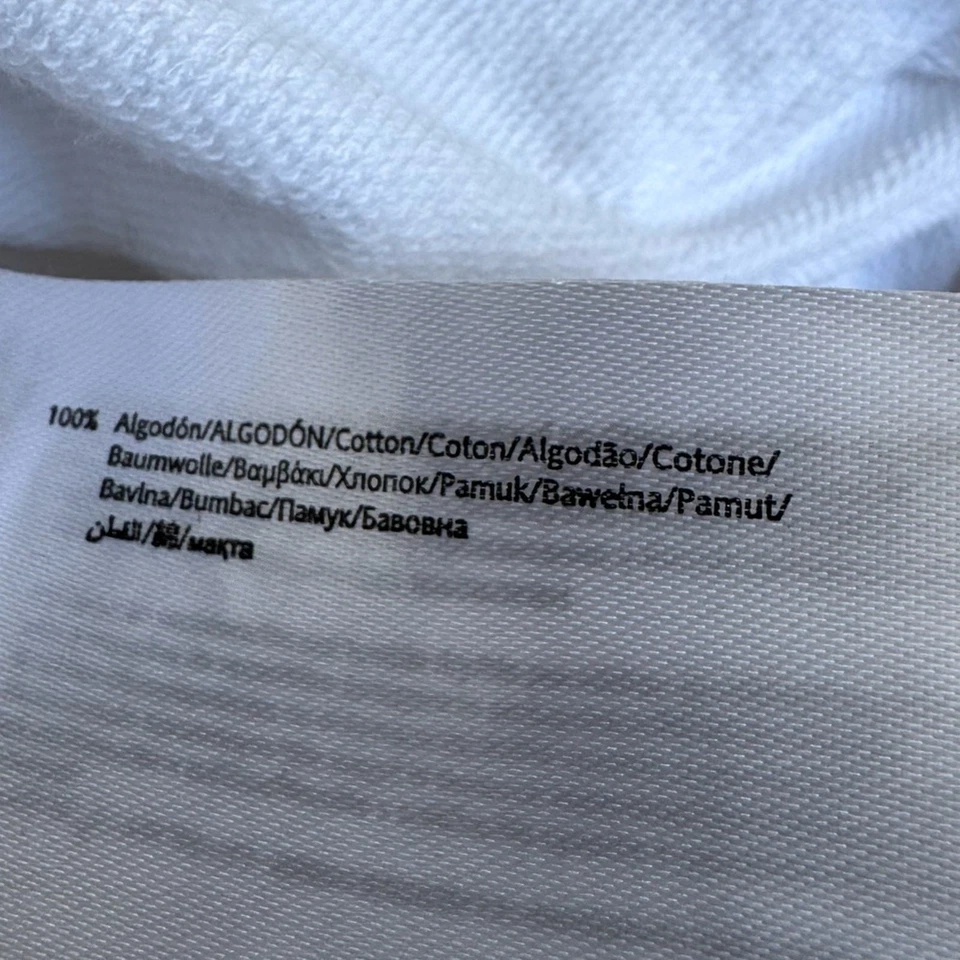 100% Algodón/ALGODÓN/Cotton/Coton/Algodão/Cotone/
Baumwolle/Βαμβάκι/Хлопок/Pamuk/Bawełna/Pamut/
Bavlna/Bumbac/Памук/Бавовна
القطن/綿/мақта